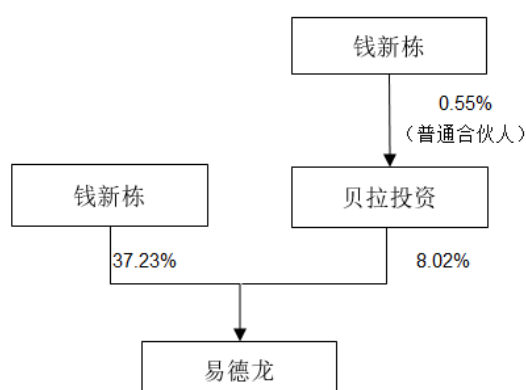 钱新栋
0.55%
（普通合伙人）
钱新栋
贝拉投资
37.23%
8.02%
易德龙